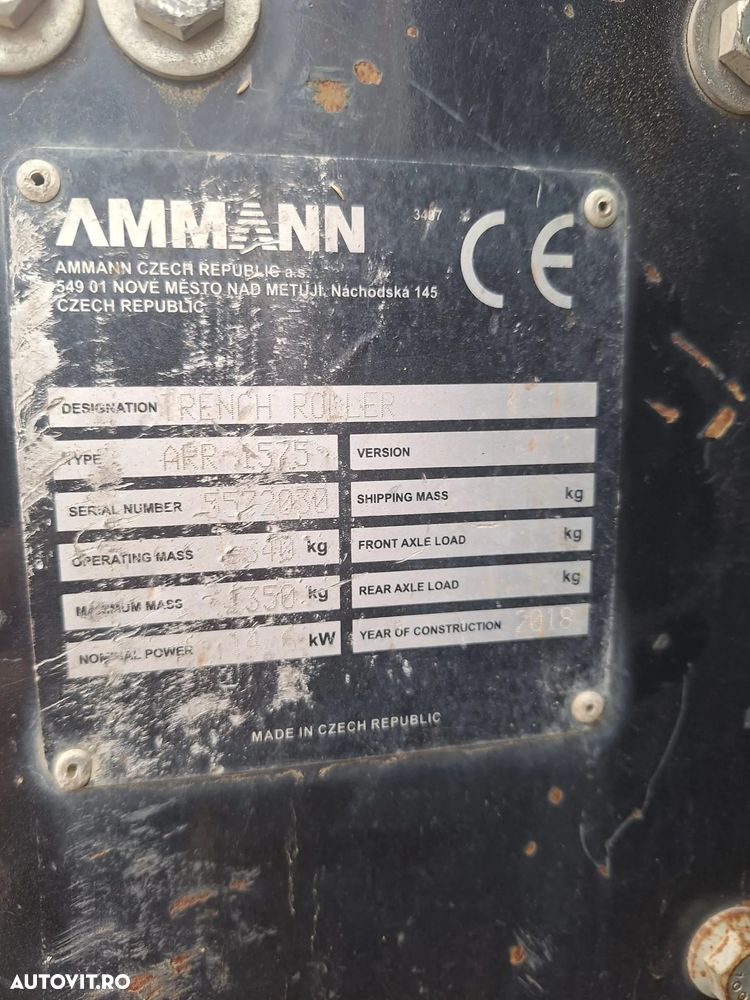 AMMANN
CE
AMMANN CZECH REPUBLIC a.s.
549 01 NOVÉ MĚSTO NAD METUJÍ, Náchodská 145
CZECH REPUBLIC
DESIGNATION TRENCH ROLLER
TYPE ARR 1575
VERSION
SERIAL NUMBER
SHIPPING MASS kg
OPERATING MASS kg
FRONT AXLE LOAD kg
MAXIMUM MASS 1350 kg
REAR AXLE LOAD kg
NOMINAL POWER kW
YEAR OF CONSTRUCTION 2018
MADE IN CZECH REPUBLIC
AUTOVIT.RO